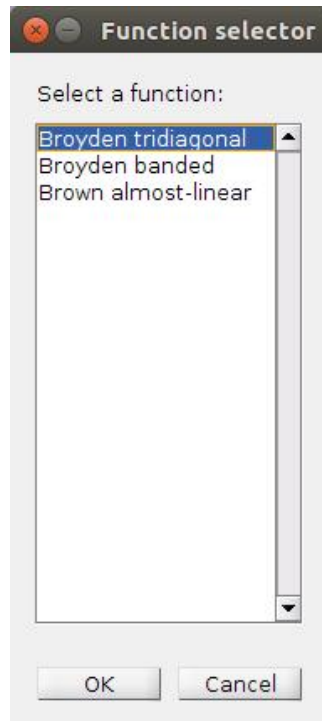 Function selector
Select a function:
Broyden tridiagonal
Broyden banded
Brown almost-linear
OK
Cancel